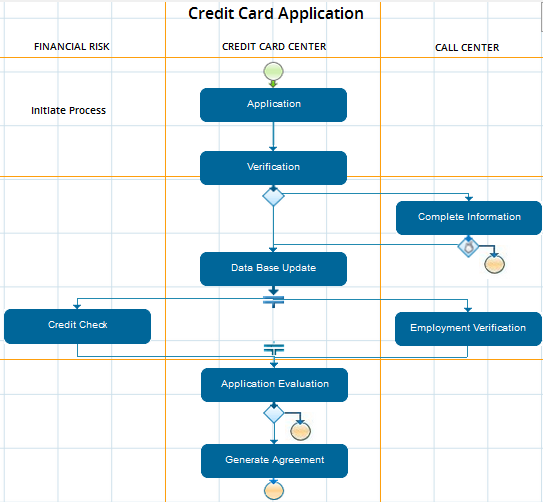 Credit Card Application
FINANCIAL RISK
CREDIT CARD CENTER
CALL CENTER
Initiate Process
Application
Verification
Complete Information
Data Base Update
Credit Check
Employment Verification
Application Evaluation
Generate Agreement